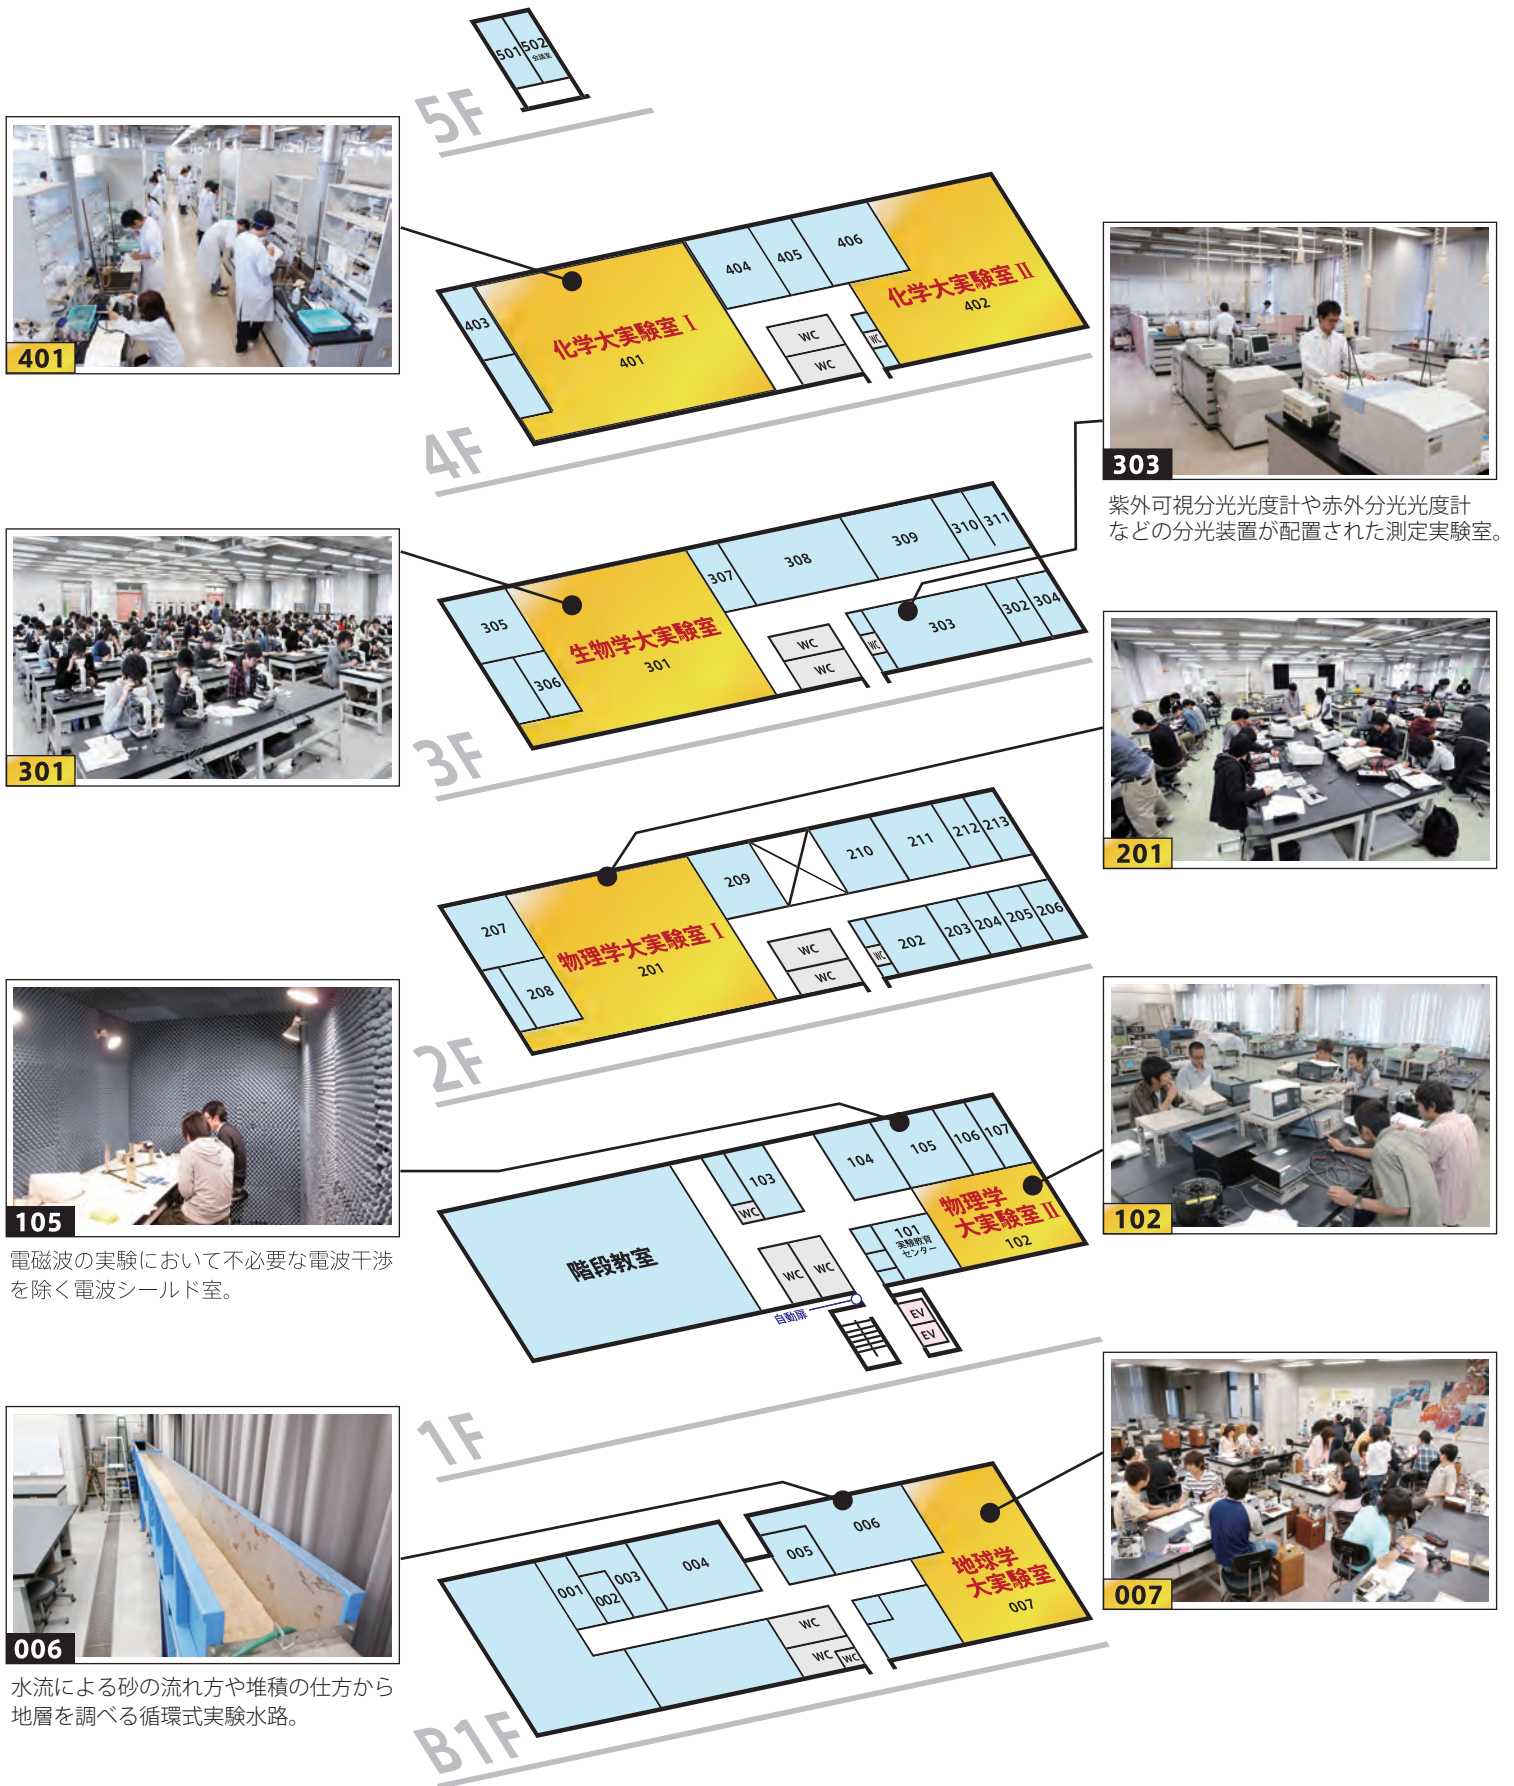 501
502
会議室
5F
401
403
化学大実験室 Ⅰ
401
404
405
406
化学大実験室 Ⅱ
402
WC
WC
WC
4F
303
紫外可視分光光度計や赤外分光光度計
などの分光装置が配置された測定実験室。
301
305
306
生物学大実験室
301
307
308
309
310
311
WC
WC
WC
303
302
304
3F
201
207
208
物理学大実験室 Ⅰ
201
209
210
211
212
213
WC
WC
WC
202
203
204
205
206
2F
105
電磁波の実験において不必要な電波干渉
を除く電波シールド室。
102
階段教室
103
WC
104
105
106
107
物理学
大実験室 Ⅱ
102
101
実験教育
センター
WC
WC
自動扉
EV
EV
1F
006
水流による砂の流れ方や堆積の仕方から
地層を調べる循環式実験水路。
007
001
002
003
004
005
006
地球学
大実験室
007
WC
WC
WC
B1F